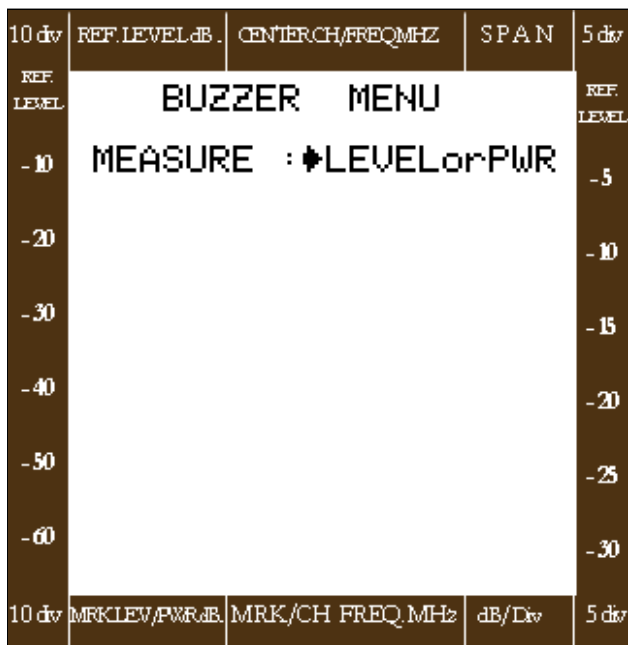 10 div REF.LEVEL dB. CENTER CH/FREQ.MHZ SPAN 5 div
REF. LEVEL
BUZZER MENU
REF. LEVEL
MEASURE :♦LEVELorPWR
-10
-5
-20
-10
-30
-15
-40
-20
-50
-25
-60
-30
10 div MRK.LEV/PWR.dB. MRK/CH FREQ.MHz dB/Div 5 div